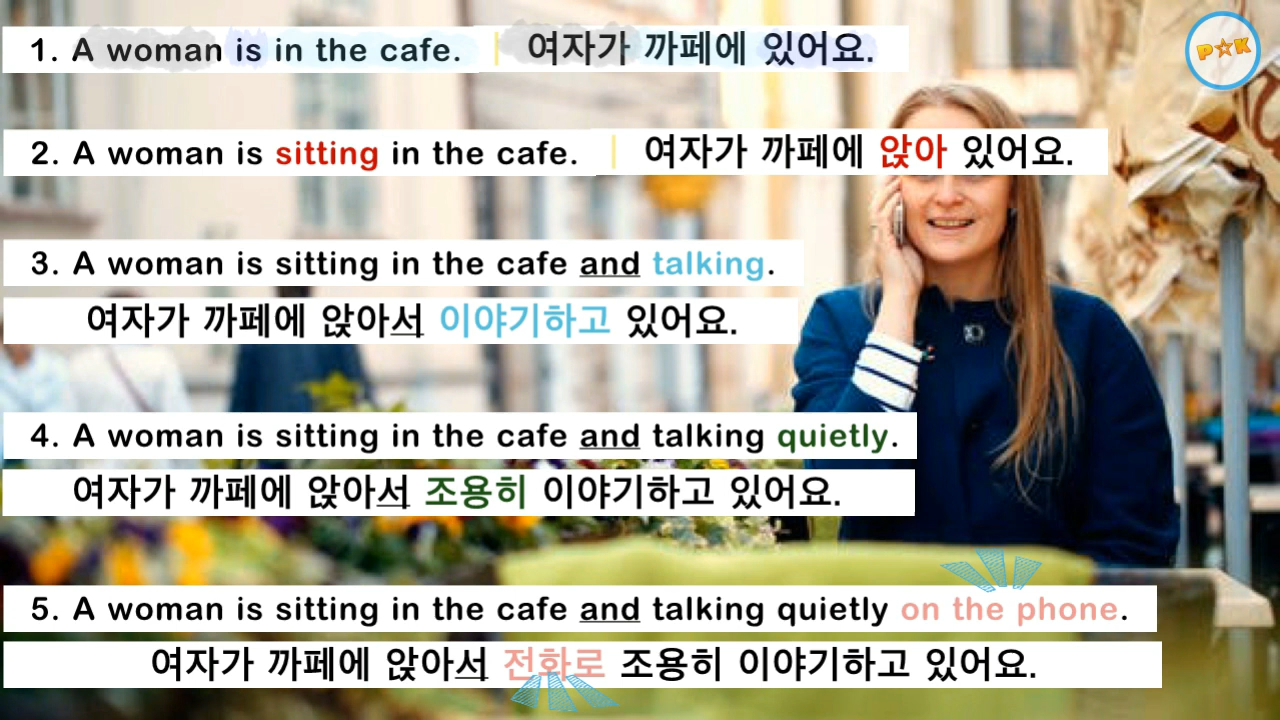 P☆K
1. A woman is in the cafe. | 여자가 까페에 있어요.
2. A woman is sitting in the cafe. | 여자가 까페에 앉아 있어요.
3. A woman is sitting in the cafe and talking.
여자가 까페에 앉아서 이야기하고 있어요.
4. A woman is sitting in the cafe and talking quietly.
여자가 까페에 앉아서 조용히 이야기하고 있어요.
5. A woman is sitting in the cafe and talking quietly on the phone.
여자가 까페에 앉아서 전화로 조용히 이야기하고 있어요.